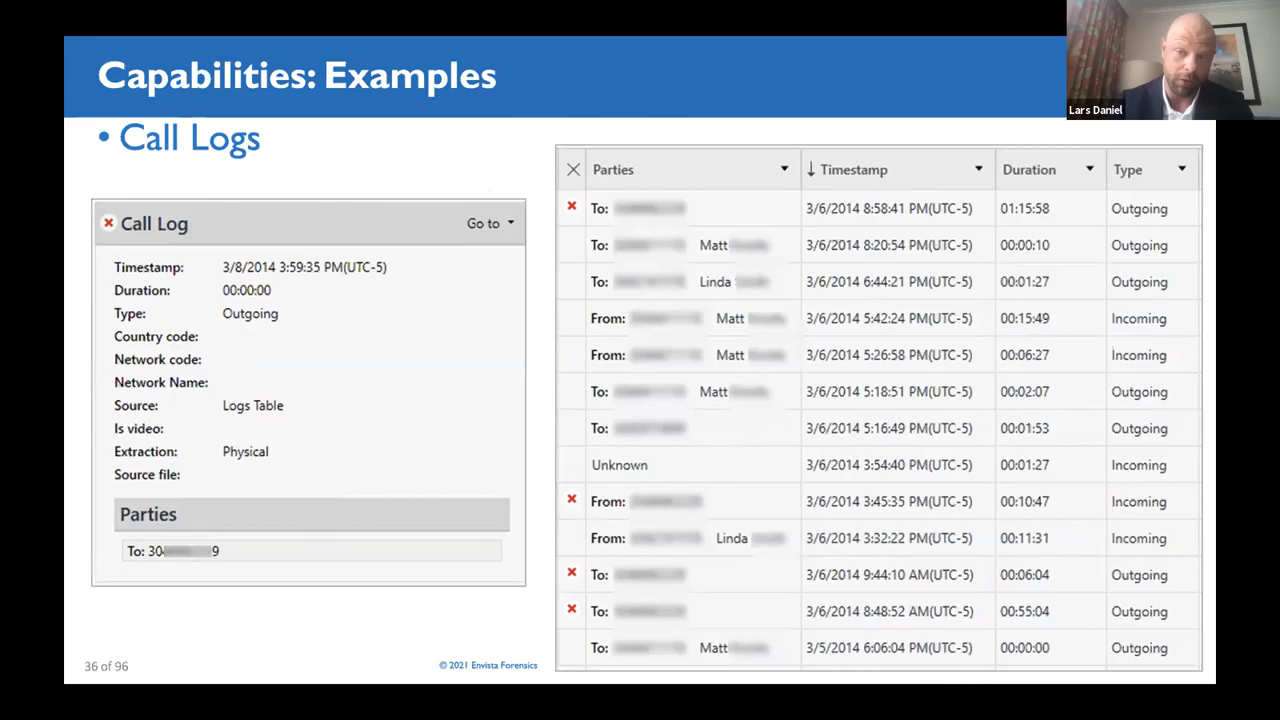 Capabilities: Examples
Lars Daniel
• Call Logs
Call Log Go to
Timestamp: 3/8/2014 3:59:35 PM(UTC-5)
Duration: 00:00:00
Type: Outgoing
Country code:
Network code:
Network Name:
Source: Logs Table
Is video:
Extraction: Physical
Source file:
Parties
To: 30 9
Parties Timestamp Duration Type
To: 3/6/2014 8:58:41 PM(UTC-5) 01:15:58 Outgoing
To: Matt 3/6/2014 8:20:54 PM(UTC-5) 00:00:10 Outgoing
To: Linda 3/6/2014 6:44:21 PM(UTC-5) 00:01:27 Outgoing
From: Matt 3/6/2014 5:42:24 PM(UTC-5) 00:15:49 Incoming
From: Matt 3/6/2014 5:26:58 PM(UTC-5) 00:06:27 Incoming
To: Matt 3/6/2014 5:18:51 PM(UTC-5) 00:02:07 Outgoing
To: 3/6/2014 5:16:49 PM(UTC-5) 00:01:53 Outgoing
Unknown 3/6/2014 3:54:40 PM(UTC-5) 00:01:27 Incoming
From: 3/6/2014 3:45:35 PM(UTC-5) 00:10:47 Incoming
From: Linda 3/6/2014 3:32:22 PM(UTC-5) 00:11:31 Incoming
To: 3/6/2014 9:44:10 AM(UTC-5) 00:06:04 Outgoing
To: 3/6/2014 8:48:52 AM(UTC-5) 00:55:04 Outgoing
To: Matt 3/5/2014 6:06:04 PM(UTC-5) 00:00:00 Outgoing
36 of 96
© 2021 Envista Forensics